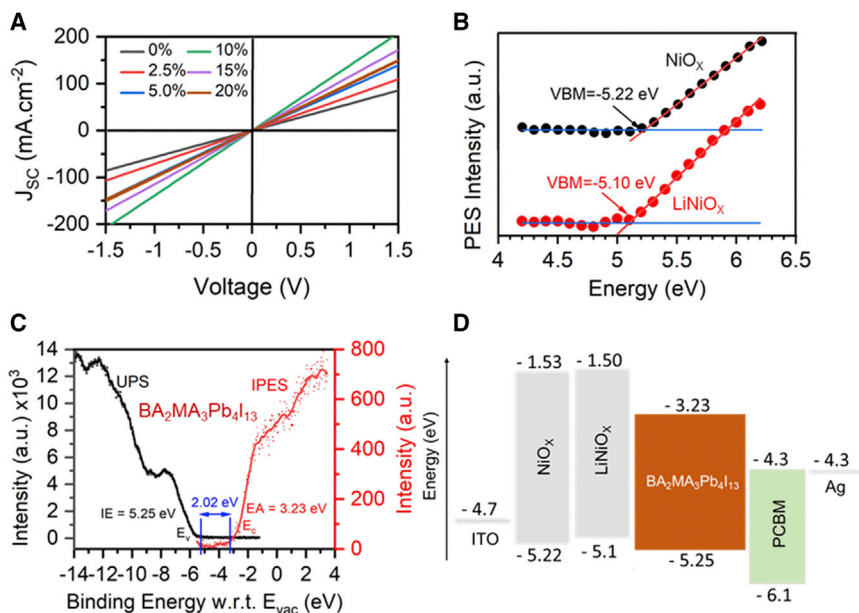 A
200
100
0
-100
-200
J_SC (mA.cm⁻²)
0%
10%
2.5%
15%
5.0%
20%
-1.5
-1
-0.5
0
0.5
1
1.5
Voltage (V)
B
PES Intensity (a.u.)
NiO_X
VBM=-5.22 eV
VBM=-5.10 eV
LiNiO_X
4
4.5
5
5.5
6
6.5
Energy (eV)
C
Intensity (a.u.) x10³
14
12
10
8
6
4
2
0
UPS
IPES
BA₂MA₃Pb₄I₁₃
2.02 eV
IE = 5.25 eV
EA = 3.23 eV
E_v
E_c
800
600
400
200
0
Intensity (a.u.)
-14
-12
-10
-8
-6
-4
-2
0
2
4
Binding Energy w.r.t. E_vac (eV)
D
Energy (eV)
- 4.7
ITO
- 1.53
NiO_X
- 5.22
- 1.50
LiNiO_X
- 5.1
- 3.23
BA₂MA₃Pb₄I₁₃
- 5.25
- 4.3
PCBM
- 6.1
- 4.3
Ag